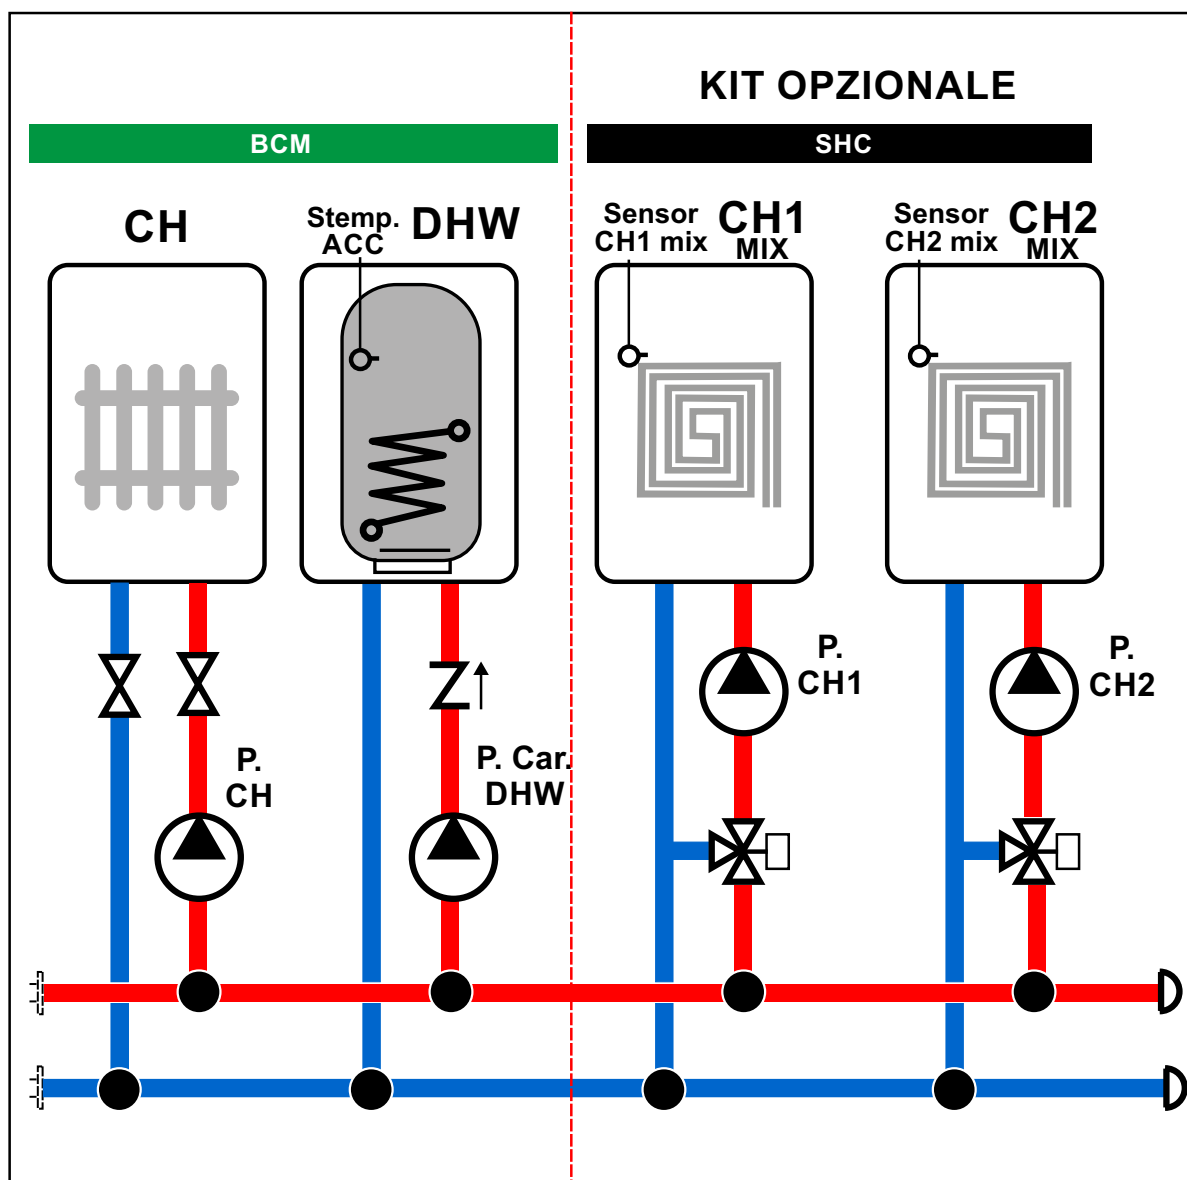 KIT OPZIONALE
BCM
SHC
CH
Stemp.
ACC
DHW
Sensor
CH1 mix
CH1
MIX
Sensor
CH2 mix
CH2
MIX
P.
CH1
P.
CH2
P.
CH
P. Car.
DHW